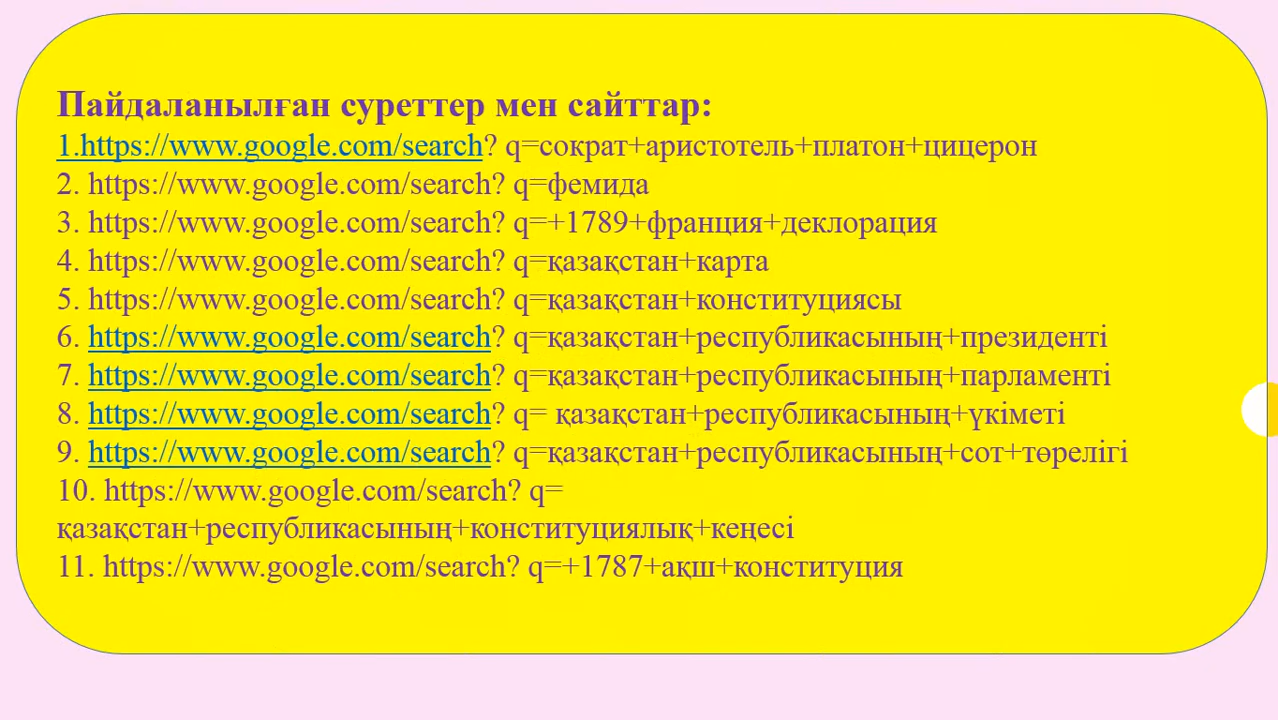 Пайдаланылған суреттер мен сайттар:
1.https://www.google.com/search? q=сократ+аристотель+платон+цицерон
2. https://www.google.com/search? q=фемида
3. https://www.google.com/search? q=+1789+франция+деклорация
4. https://www.google.com/search? q=қазақстан+карта
5. https://www.google.com/search? q=қазақстан+конституциясы
6. https://www.google.com/search? q=қазақстан+республикасының+президенті
7. https://www.google.com/search? q=қазақстан+республикасының+парламенті
8. https://www.google.com/search? q= қазақстан+республикасының+үкіметі
9. https://www.google.com/search? q=қазақстан+республикасының+сот+төрелігі
10. https://www.google.com/search? q=
қазақстан+республикасының+конституциялық+кеңесі
11. https://www.google.com/search? q=+1787+ақш+конституция